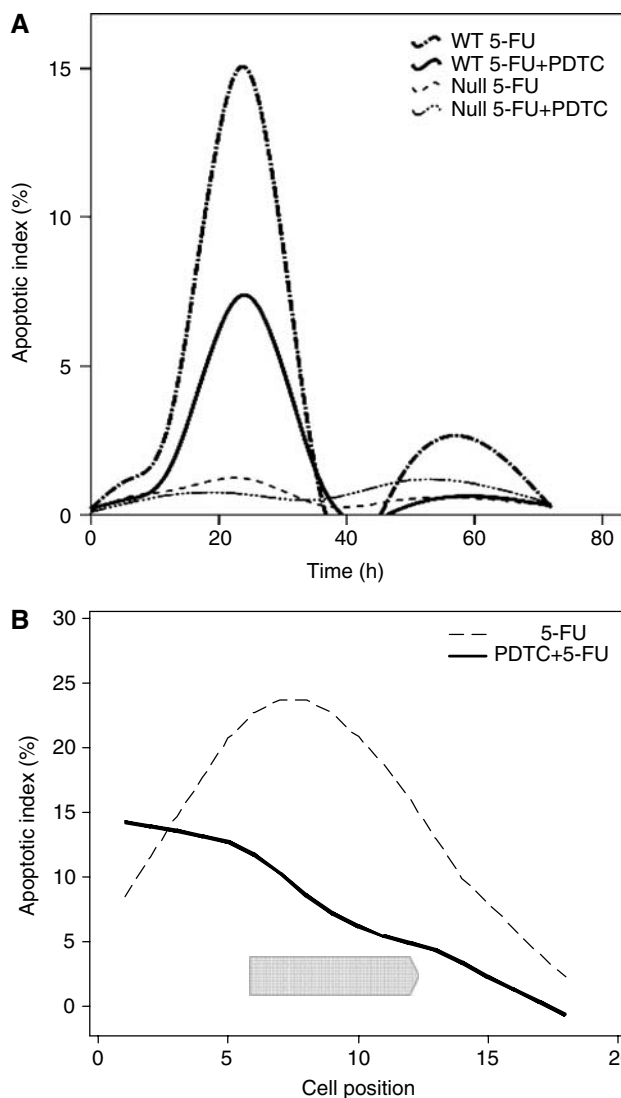 A
WT 5-FU
WT 5-FU+PDTC
Null 5-FU
Null 5-FU+PDTC
Apoptotic index (%)
15
10
5
0
0 20 40 60 80
Time (h)
B
5-FU
PDTC+5-FU
Apoptotic index (%)
30
25
20
15
10
5
0
0 5 10 15 20
Cell position